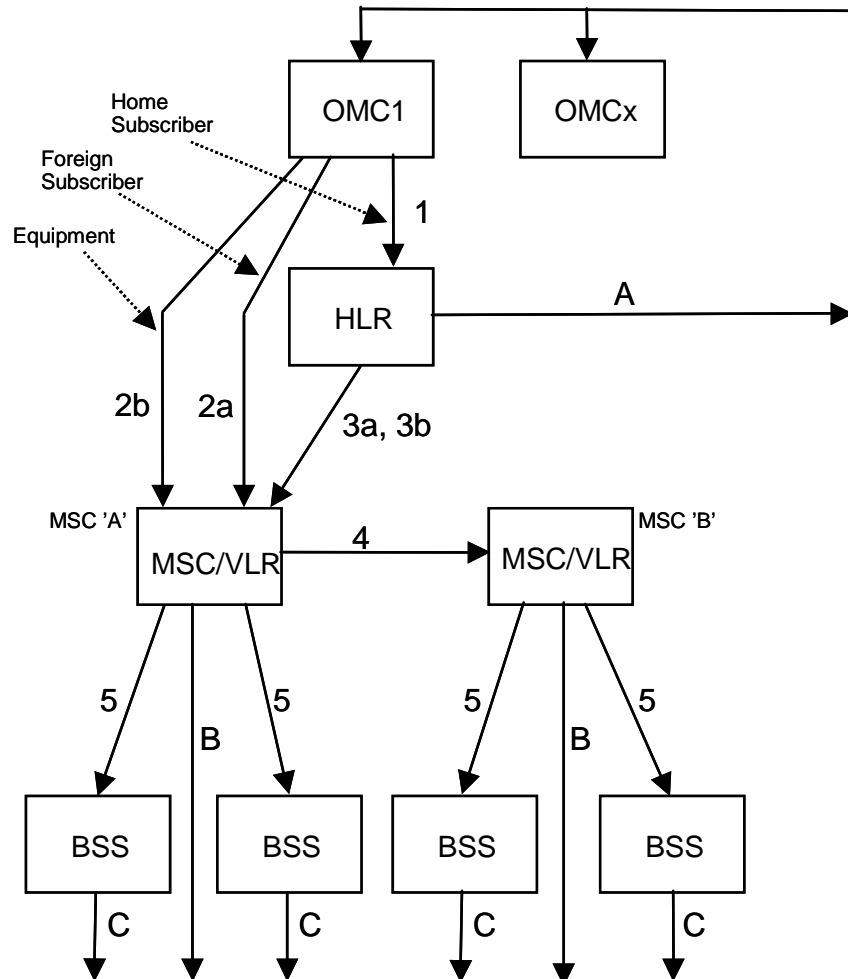 OMC1
OMCx
Home
Subscriber
Foreign
Subscriber
Equipment
1
HLR
A
2b
2a
3a, 3b
MSC 'A'
MSC/VLR
4
MSC/VLR
MSC 'B'
5
B
5
5
B
5
BSS
BSS
BSS
BSS
C
C
C
C